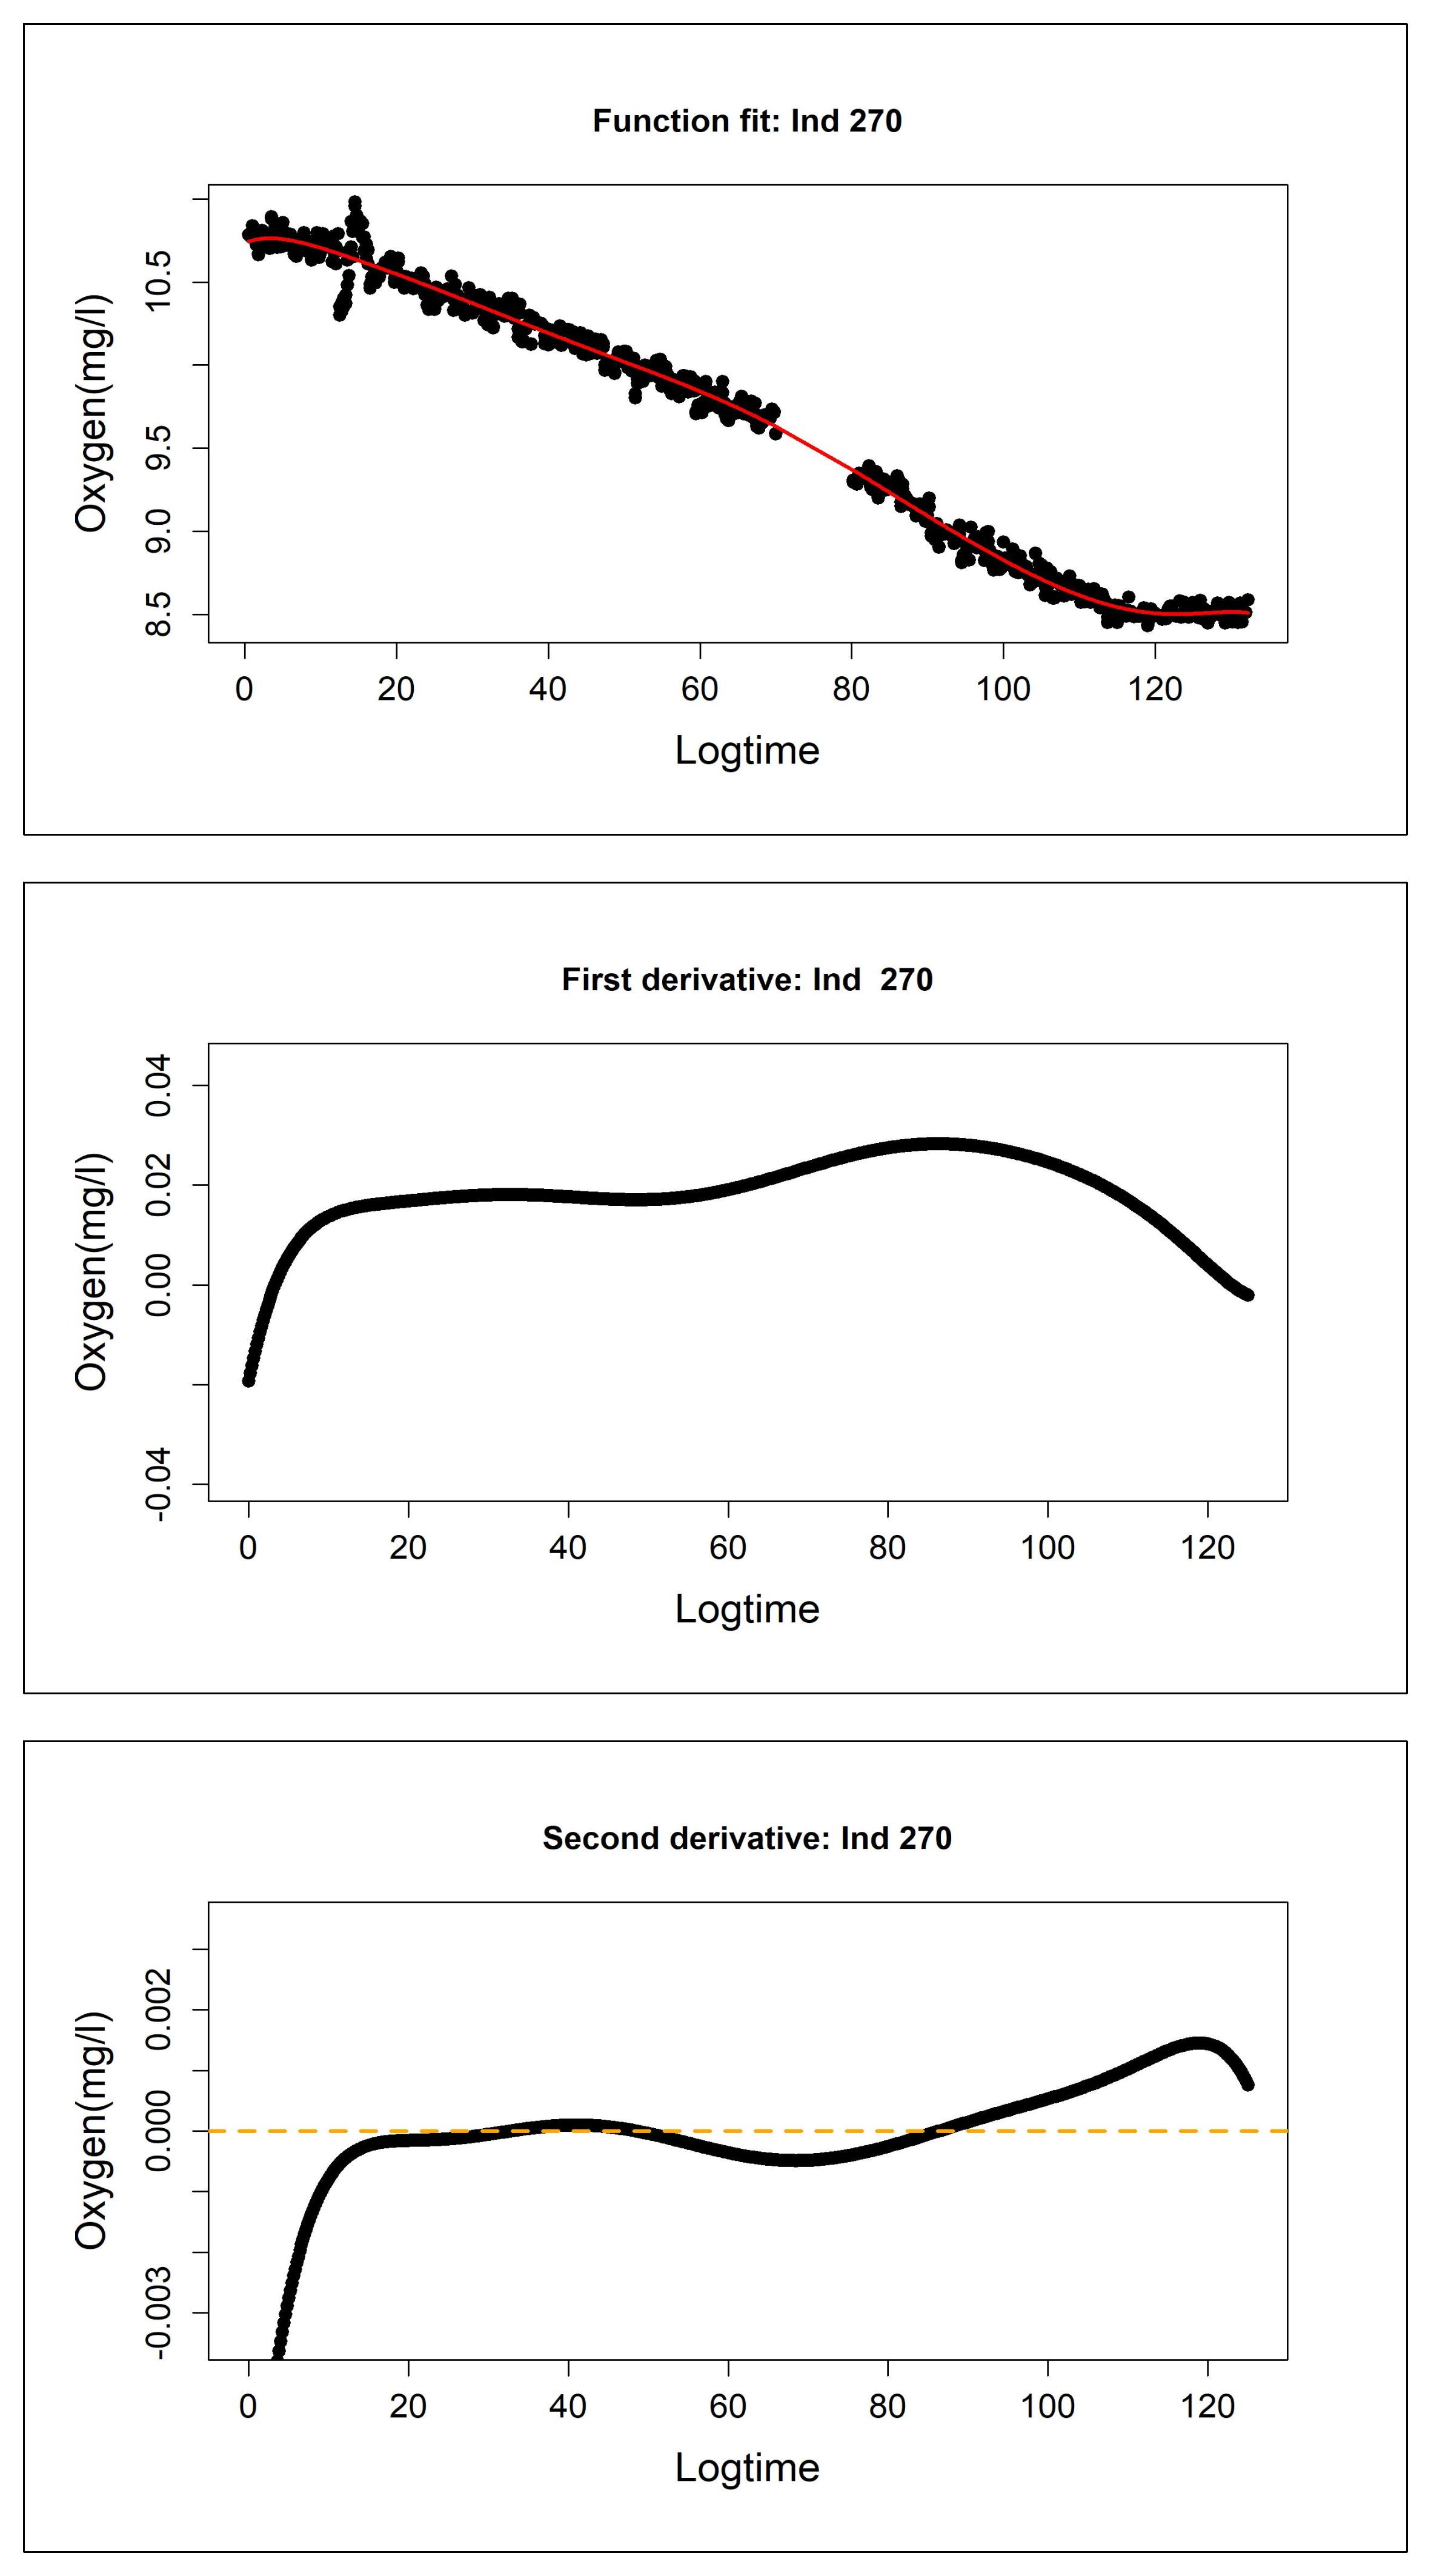 Function fit: Ind 270
Oxygen(mg/l)
10.5
9.5
9.0
8.5
0 20 40 60 80 100 120
Logtime
First derivative: Ind  270
Oxygen(mg/l)
0.04
0.02
0.00
-0.04
0 20 40 60 80 100 120
Logtime
Second derivative: Ind 270
Oxygen(mg/l)
0.002
0.000
-0.003
0 20 40 60 80 100 120
Logtime